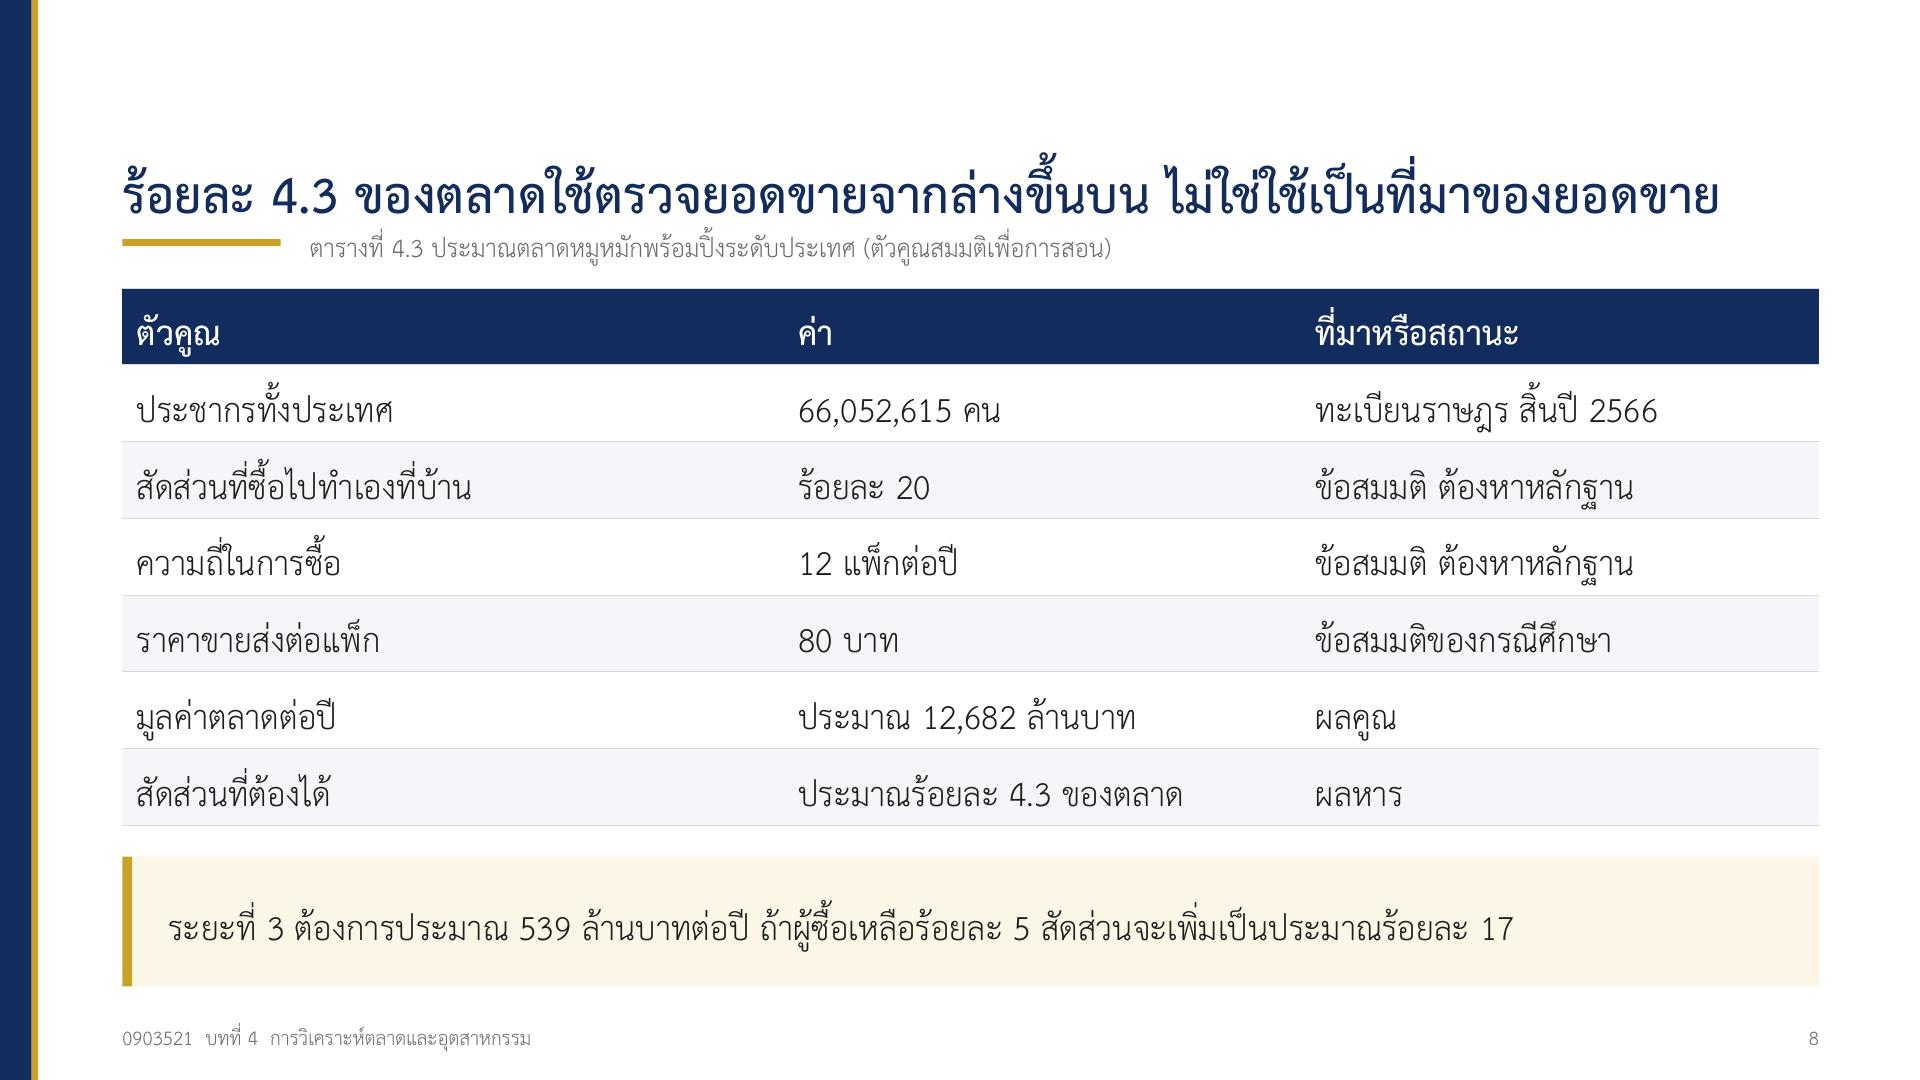 ร้อยละ 4.3 ของตลาดใช้ตรวจยอดขายจากล่างขึ้นบน ไม่ใช่ใช้เป็นที่มาของยอดขาย
ตารางที่ 4.3 ประมาณตลาดหมูหมักพร้อมปิ้งระดับประเทศ (ตัวคูณสมมติเพื่อการสอน)
ตัวคูณ ค่า ที่มาหรือสถานะ
ประชากรทั้งประเทศ 66,052,615 คน ทะเบียนราษฎร สิ้นปี 2566
สัดส่วนที่ซื้อไปทำเองที่บ้าน ร้อยละ 20 ข้อสมมติ ต้องหาหลักฐาน
ความถี่ในการซื้อ 12 แพ็กต่อปี ข้อสมมติ ต้องหาหลักฐาน
ราคาขายส่งต่อแพ็ก 80 บาท ข้อสมมติของกรณีศึกษา
มูลค่าตลาดต่อปี ประมาณ 12,682 ล้านบาท ผลคูณ
สัดส่วนที่ต้องได้ ประมาณร้อยละ 4.3 ของตลาด ผลหาร
ระยะที่ 3 ต้องการประมาณ 539 ล้านบาทต่อปี ถ้าผู้ซื้อเหลือร้อยละ 5 สัดส่วนจะเพิ่มเป็นประมาณร้อยละ 17
0903521 บทที่ 4 การวิเคราะห์ตลาดและอุตสาหกรรม 8